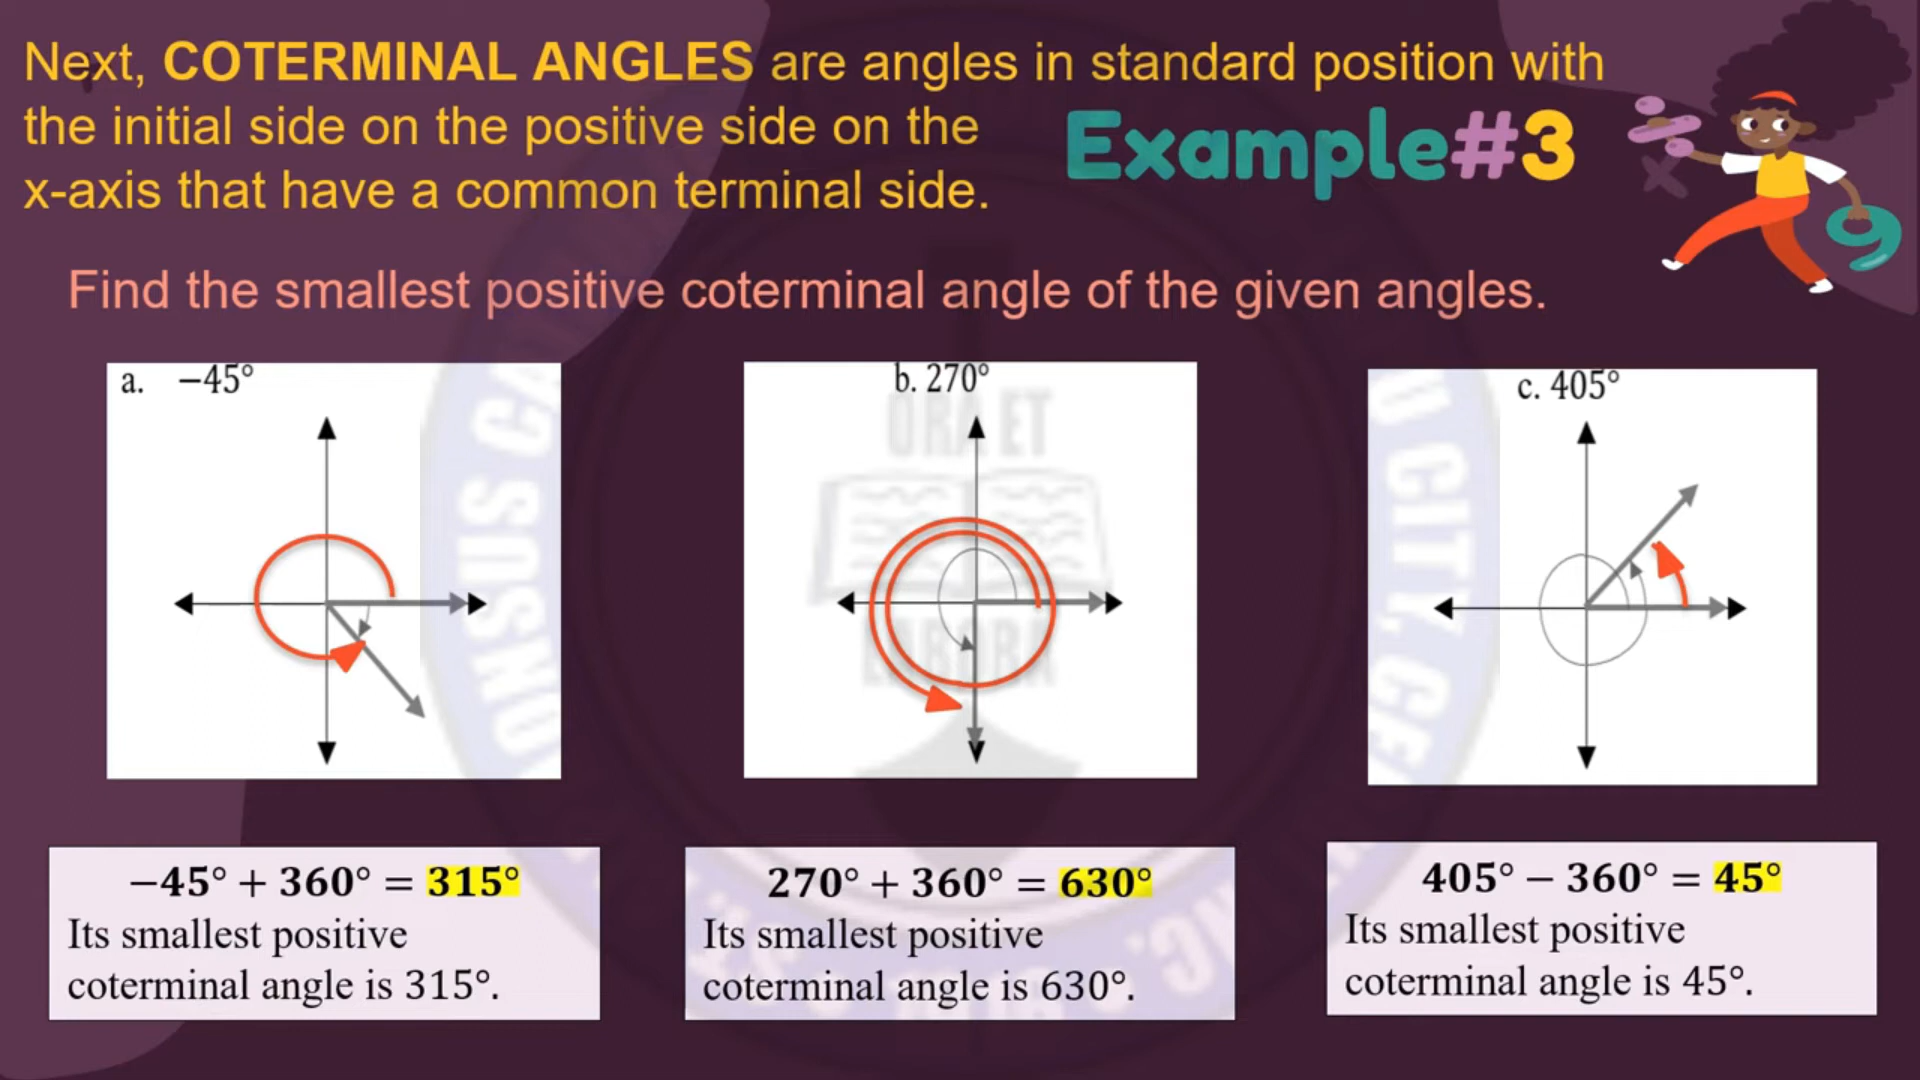 Next, COTERMINAL ANGLES are angles in standard position with
the initial side on the positive side on the
x-axis that have a common terminal side.
Example#3
Find the smallest positive coterminal angle of the given angles.
a. −45°
b. 270°
c. 405°
ORA ET
−45° + 360° = 315°
Its smallest positive
coterminal angle is 315°.
270° + 360° = 630°
Its smallest positive
coterminal angle is 630°.
405° − 360° = 45°
Its smallest positive
coterminal angle is 45°.